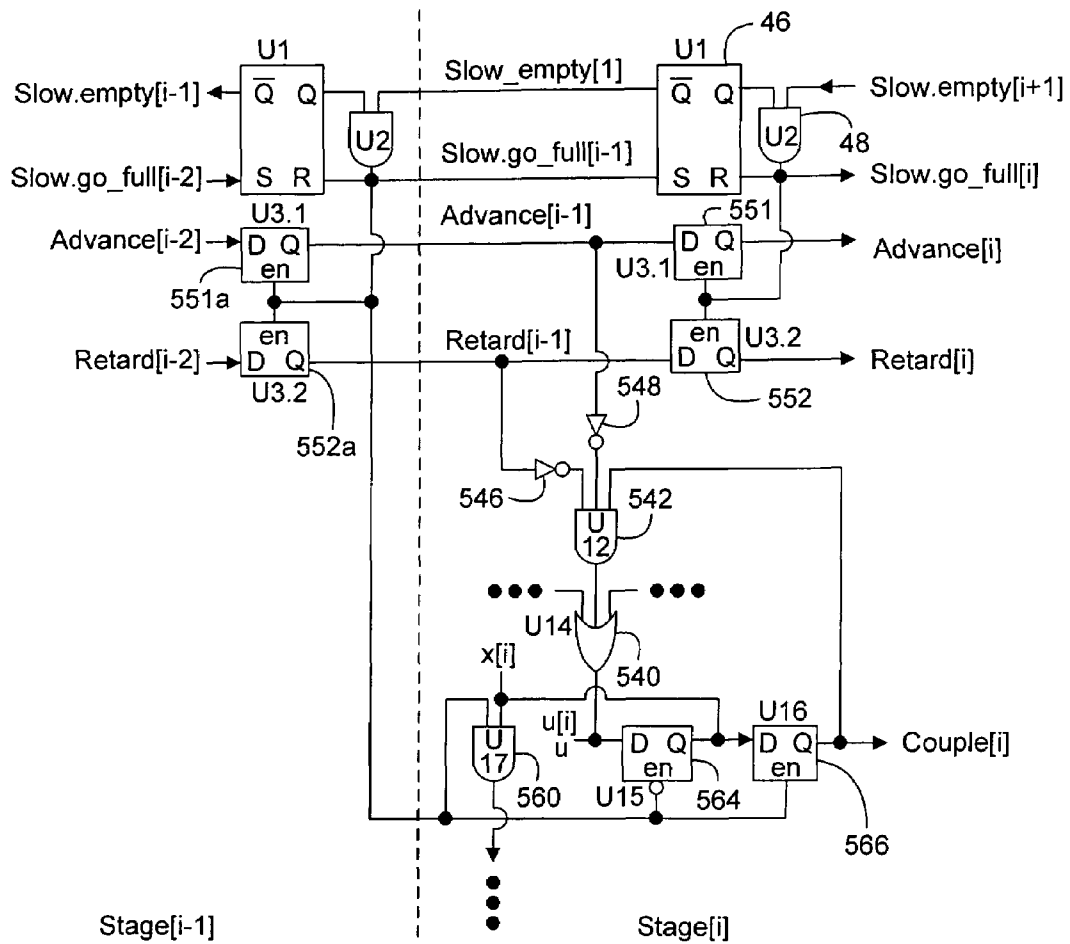 46
U1
U1
Slow.empty[i-1]
Q Q
Slow_empty[1]
Q Q
Slow.empty[i+1]
U2
U2
48
Slow.go_full[i-2]
S R
Slow.go_full[i-1]
S R
Slow.go_full[i]
U3.1
551
Advance[i-2]
D Q
en
Advance[i-1]
D Q
en
U3.1
Advance[i]
551a
Retard[i-2]
en
D Q
U3.2
Retard[i-1]
en
D Q
U3.2
Retard[i]
552a
552
548
546
U
12
542
U14
540
x[i]
u[i]
u
U
17
560
D Q
en
U15
564
U16
D Q
en
566
Couple[i]
Stage[i-1]
Stage[i]